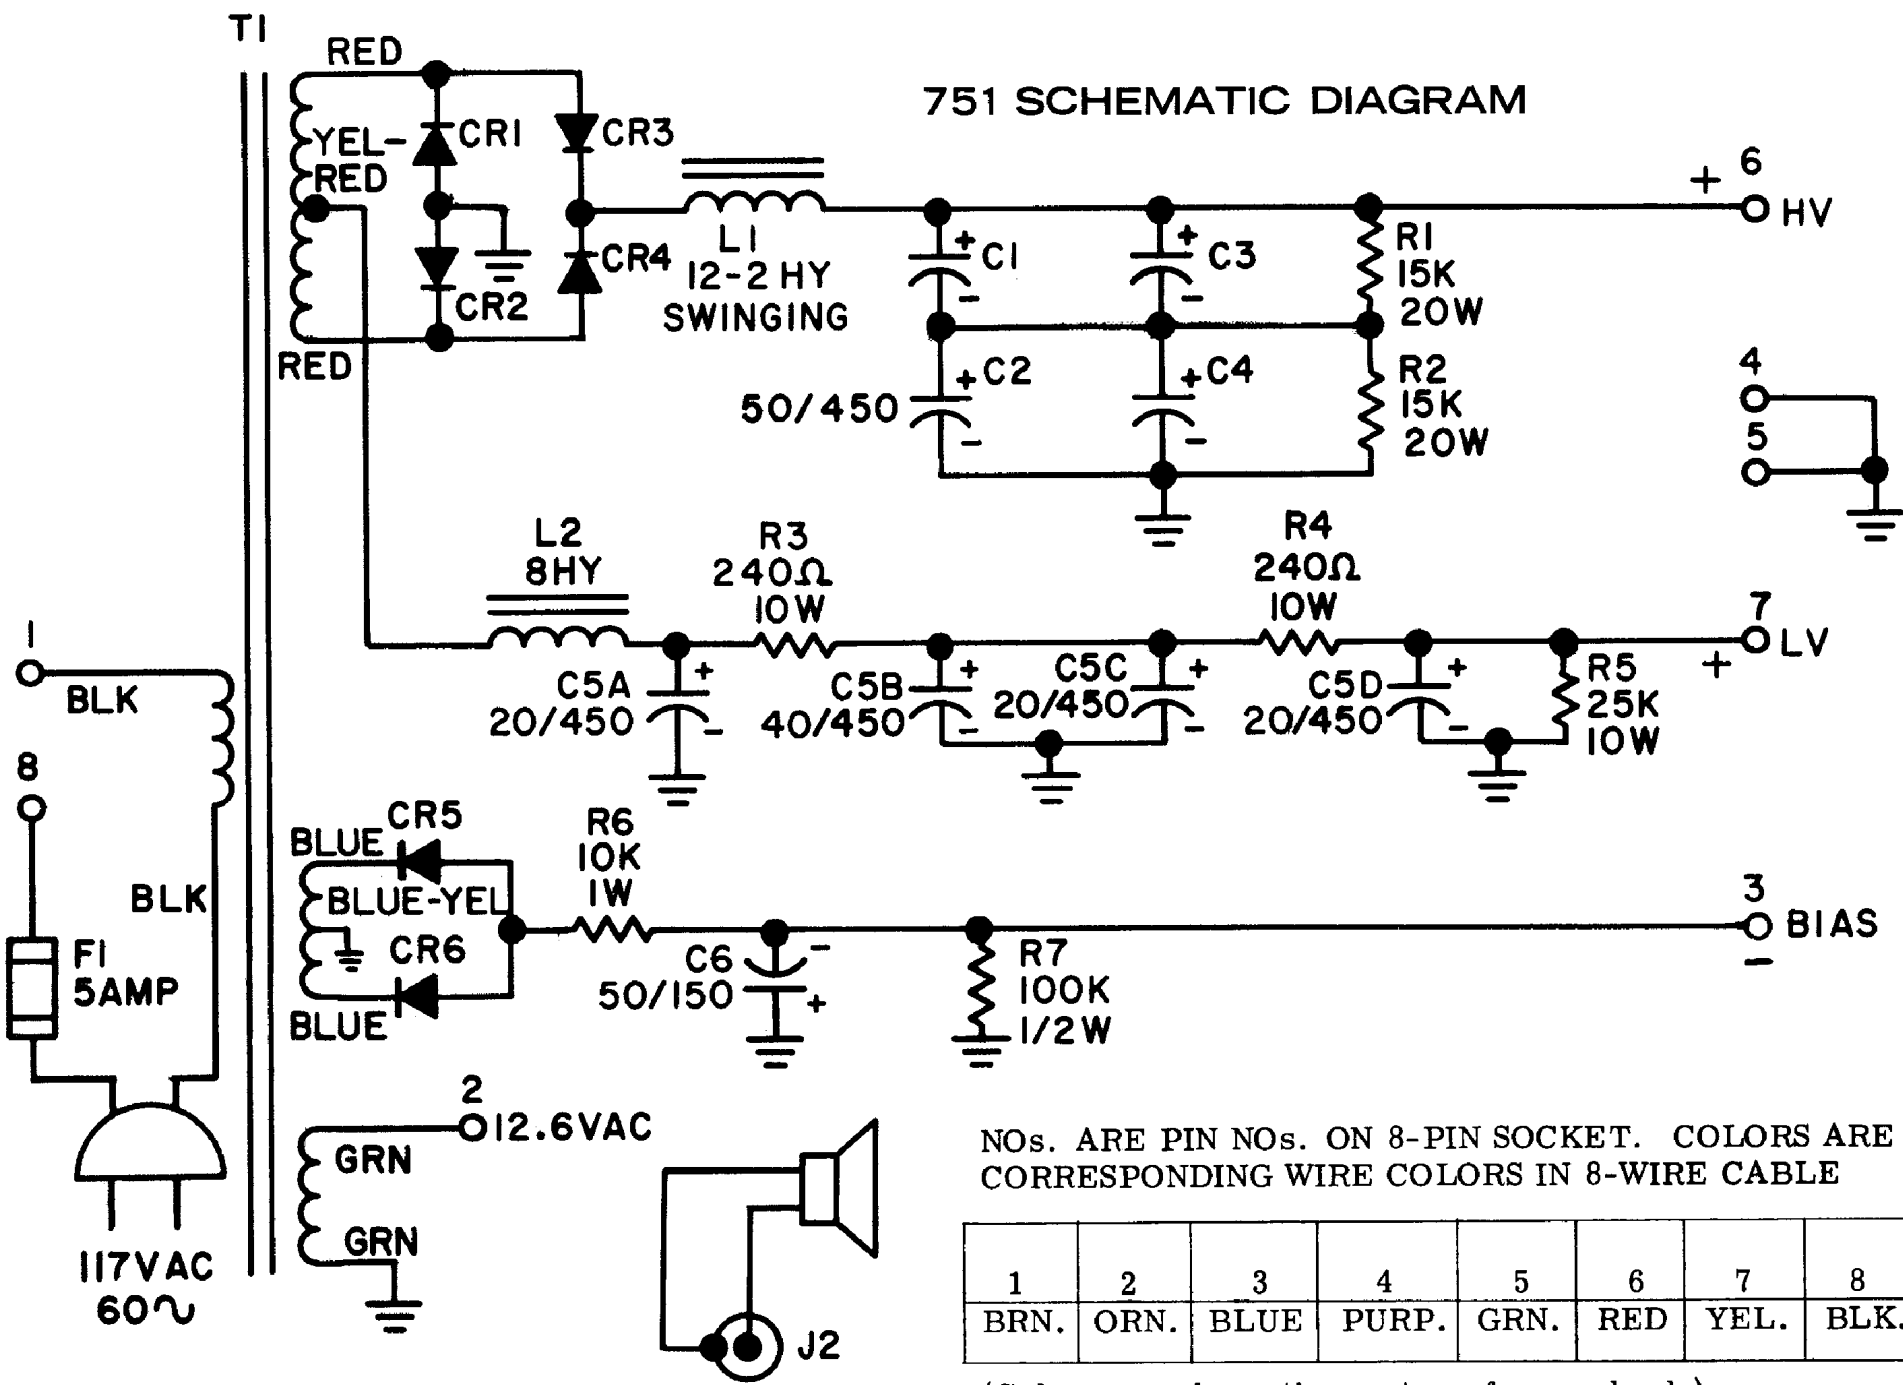 T1
RED
751 SCHEMATIC DIAGRAM
YEL-
RED
CR1
CR3
+
6
HV
L1
12-2 HY
SWINGING
CR4
CR2
RED
+
C1
-
+
C3
-
R1
15K
20W
+
C2
50/450
-
+
C4
-
R2
15K
20W
4
5
L2
8HY
R3
240Ω
10W
R4
240Ω
10W
7
LV
+
1
BLK
C5A
20/450
+
-
C5B
40/450
+
-
C5C
20/450
+
-
C5D
20/450
+
-
R5
25K
10W
8
BLUE
CR5
BLUE-YEL
CR6
BLUE
R6
10K
1W
3
BIAS
-
BLK
F1
5AMP
C6
50/150
-
+
R7
100K
1/2W
2
12.6VAC
GRN
GRN
117VAC
60∿
J2
NOs. ARE PIN NOs. ON 8-PIN SOCKET. COLORS ARE
CORRESPONDING WIRE COLORS IN 8-WIRE CABLE
1 2 3 4 5 6 7 8
BRN. ORN. BLUE PURP. GRN. RED YEL. BLK.